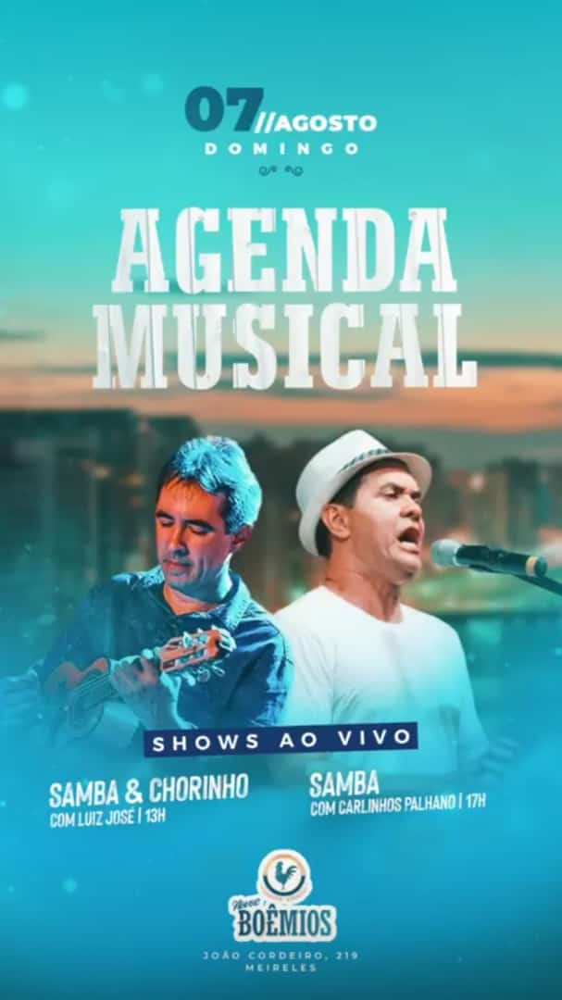 07//AGOSTO
DOMINGO
AGENDA
MUSICAL
SHOWS AO VIVO
SAMBA & CHORINHO
COM LUIZ JOSÉ | 13H
SAMBA
COM CARLINHOS PALHANO | 17H
BOÊMIOS
JOÃO CORDEIRO, 219
MEIRELES